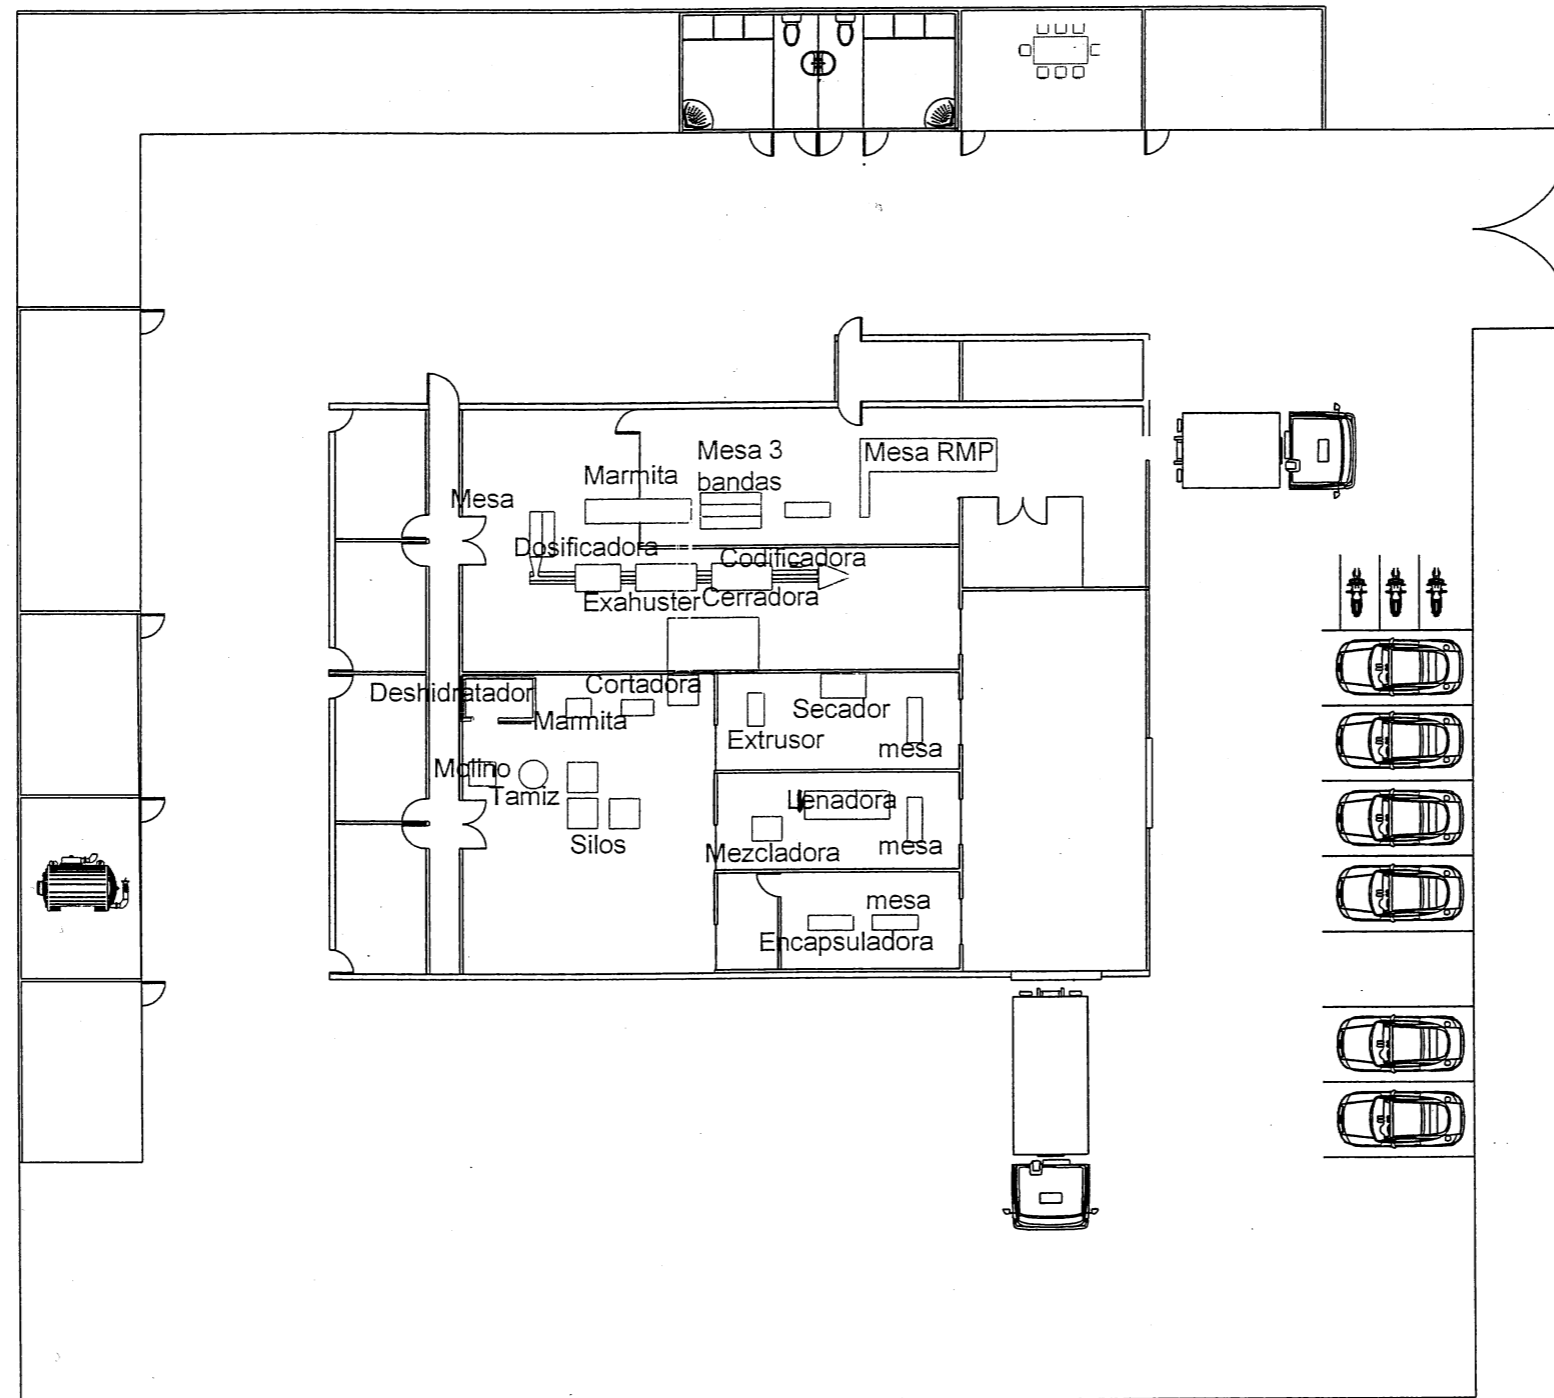 Mesa 3
bandas
Mesa RMP
Marmita
Mesa
Dosificadora
Codificadora
Exahuster
Cerradora
Deshidratador
Cortadora
Marmita
Secador
Extrusor
mesa
Molino
Tamiz
Silos
Llenadora
Mezcladora
mesa
mesa
Encapsuladora